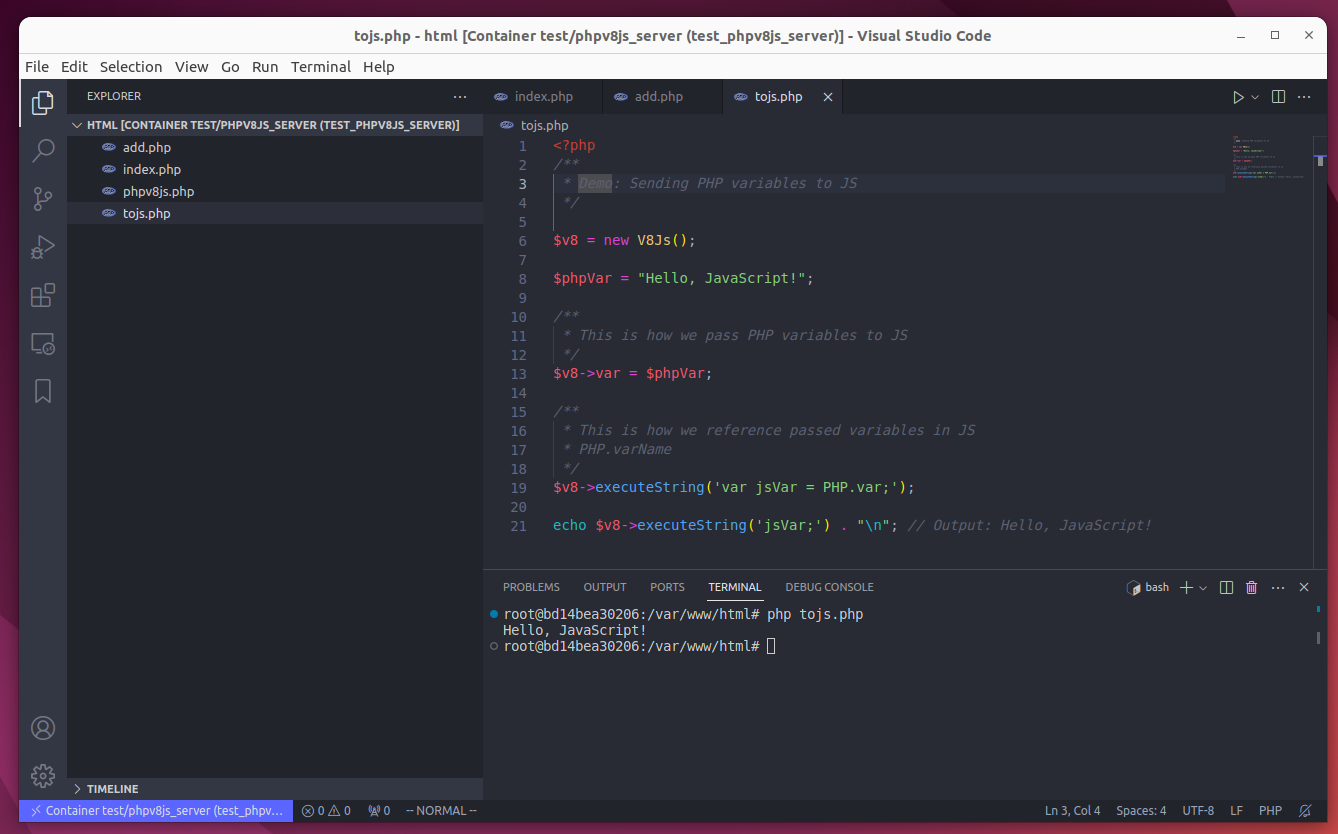 tojs.php - html [Container test/phpv8js_server (test_phpv8js_server)] - Visual Studio Code
File Edit Selection View Go Run Terminal Help
EXPLORER
HTML [CONTAINER TEST/PHPV8JS_SERVER (TEST_PHPV8JS_SERVER)]
add.php
index.php
phpv8js.php
tojs.php
TIMELINE
index.php add.php tojs.php
tojs.php
1 <?php
2 /**
3 * Demo: Sending PHP variables to JS
4 */
5
6 $v8 = new V8Js();
7
8 $phpVar = "Hello, JavaScript!";
9
10 /**
11 * This is how we pass PHP variables to JS
12 */
13 $v8->var = $phpVar;
14
15 /**
16 * This is how we reference passed variables in JS
17 * PHP.varName
18 */
19 $v8->executeString('var jsVar = PHP.var;');
20
21 echo $v8->executeString('jsVar;') . "\n"; // Output: Hello, JavaScript!
PROBLEMS OUTPUT PORTS TERMINAL DEBUG CONSOLE bash
root@bd14bea30206:/var/www/html# php tojs.php
Hello, JavaScript!
root@bd14bea30206:/var/www/html#
Container test/phpv8js_server (test_phpv... 0 0 0 -- NORMAL -- Ln 3, Col 4 Spaces: 4 UTF-8 LF PHP